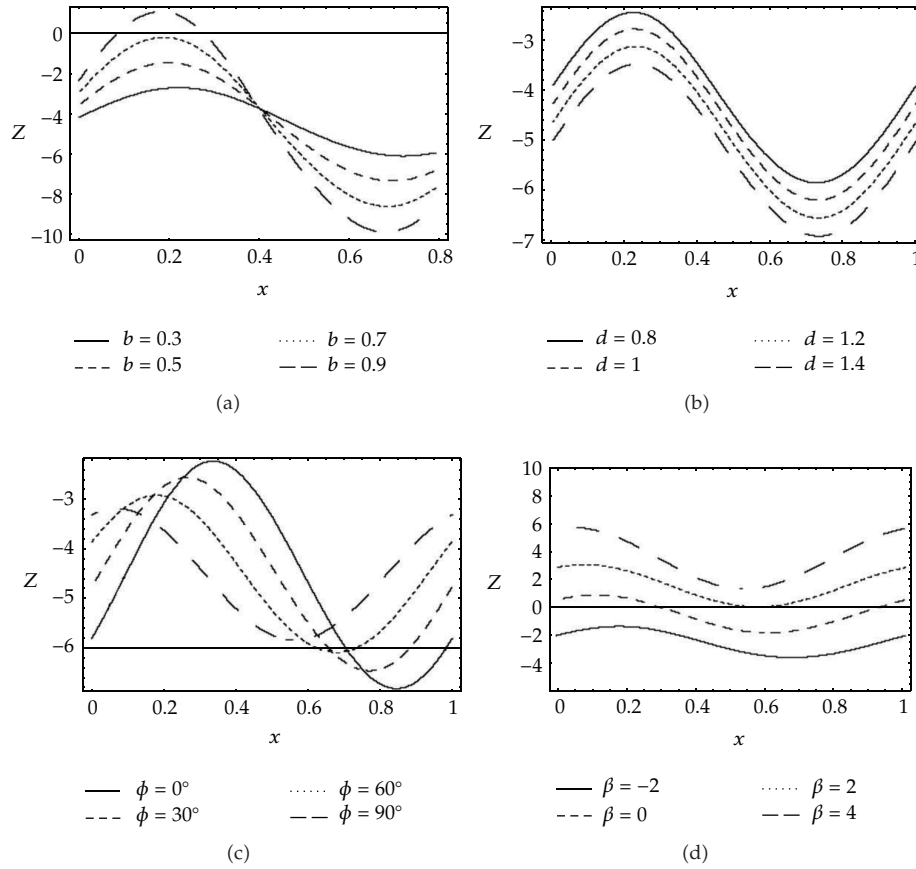 0
−2
−4
−6
−8
−10
Z
0 0.2 0.4 0.6 0.8
x
b = 0.3 b = 0.7
b = 0.5 b = 0.9
(a)
−3
−4
−5
−6
−7
Z
0 0.2 0.4 0.6 0.8 1
x
d = 0.8 d = 1.2
d = 1 d = 1.4
(b)
−3
−4
−5
−6
Z
0 0.2 0.4 0.6 0.8 1
x
ϕ = 0° ϕ = 60°
ϕ = 30° ϕ = 90°
(c)
10
8
6
4
2
0
−2
−4
Z
0 0.2 0.4 0.6 0.8 1
x
β = −2 β = 2
β = 0 β = 4
(d)